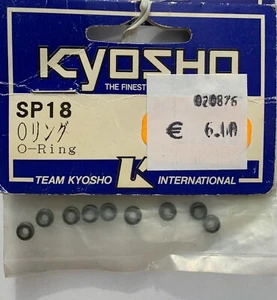 KYOSHO
THE FINEST
020876
€ 6.10
SP18
Oリング
O-Ring
TEAM KYOSHO
INTERNATIONAL